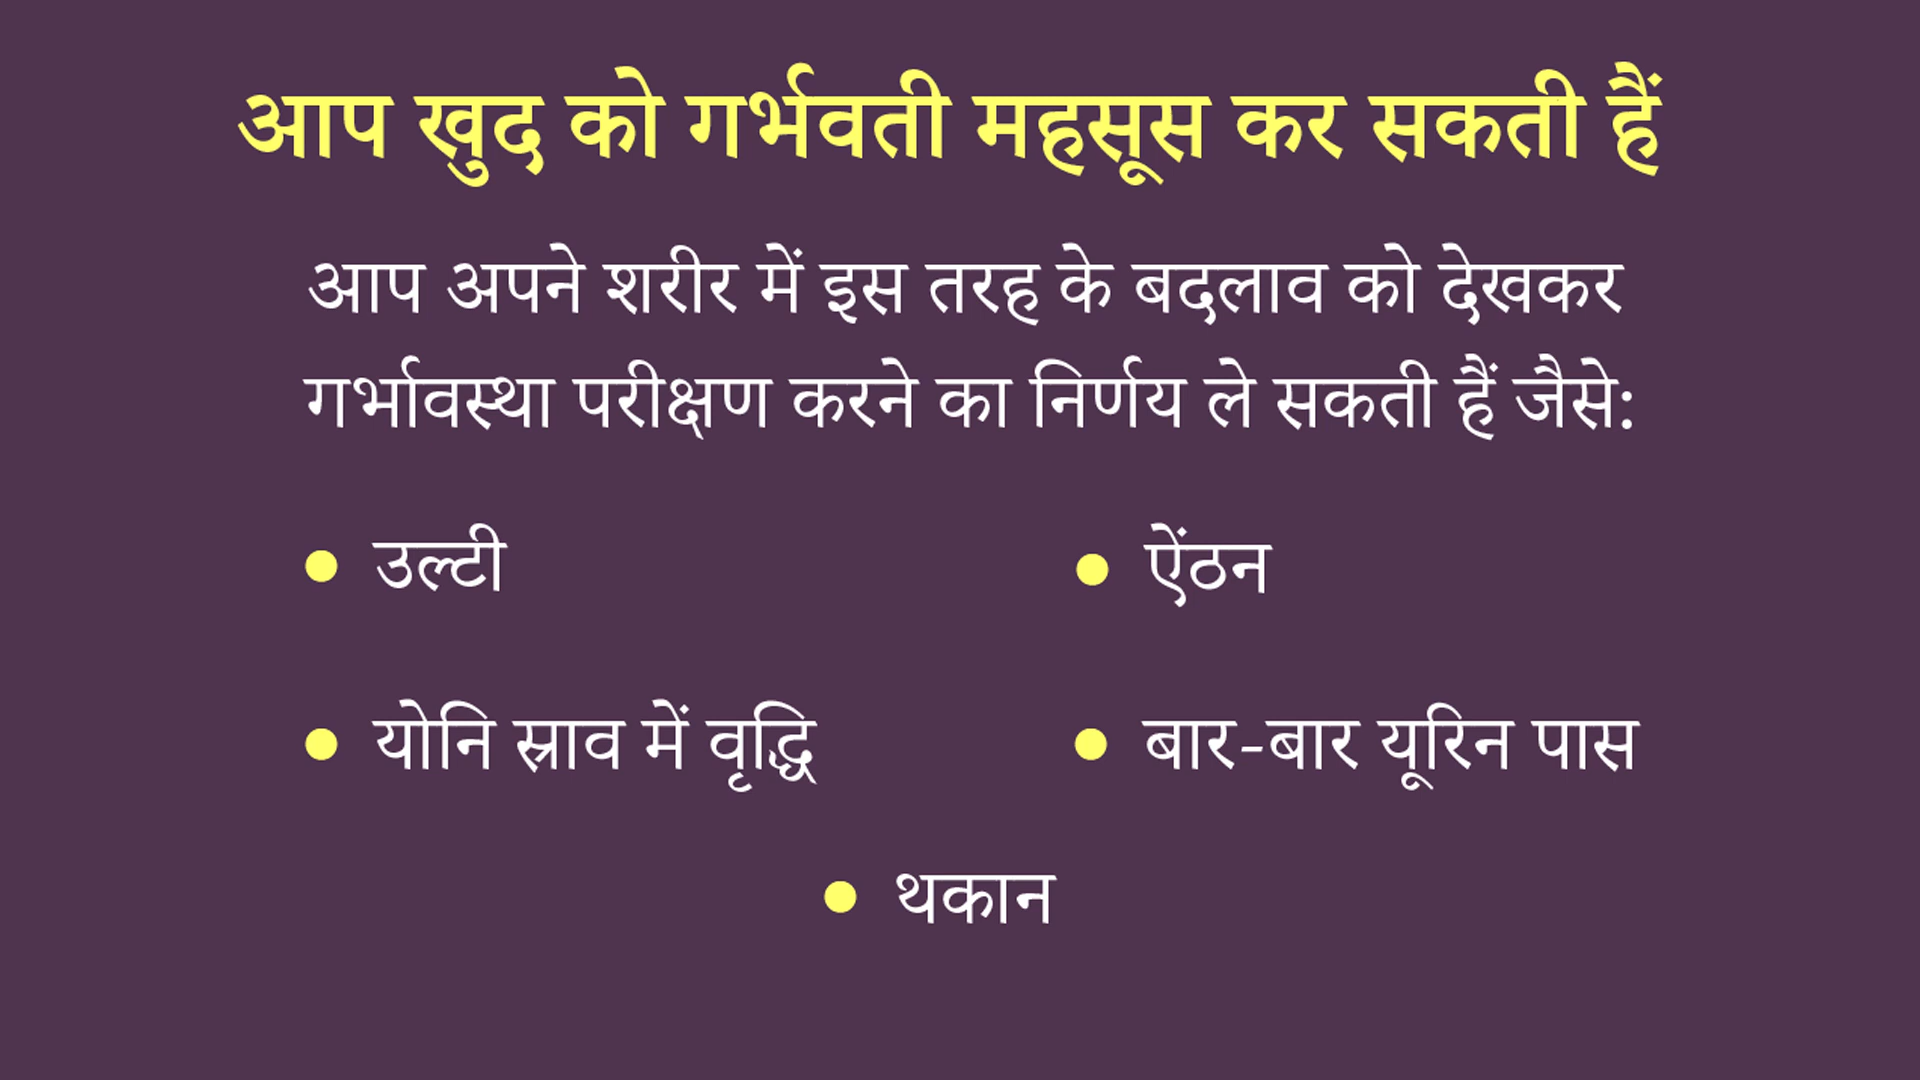 आप खुद को गर्भवती महसूस कर सकती हैं
आप अपने शरीर में इस तरह के बदलाव को देखकर
गर्भावस्था परीक्षण करने का निर्णय ले सकती हैं जैसे:
• उल्टी
• ऐंठन
• योनि स्राव में वृद्धि
• बार-बार यूरिन पास
• थकान